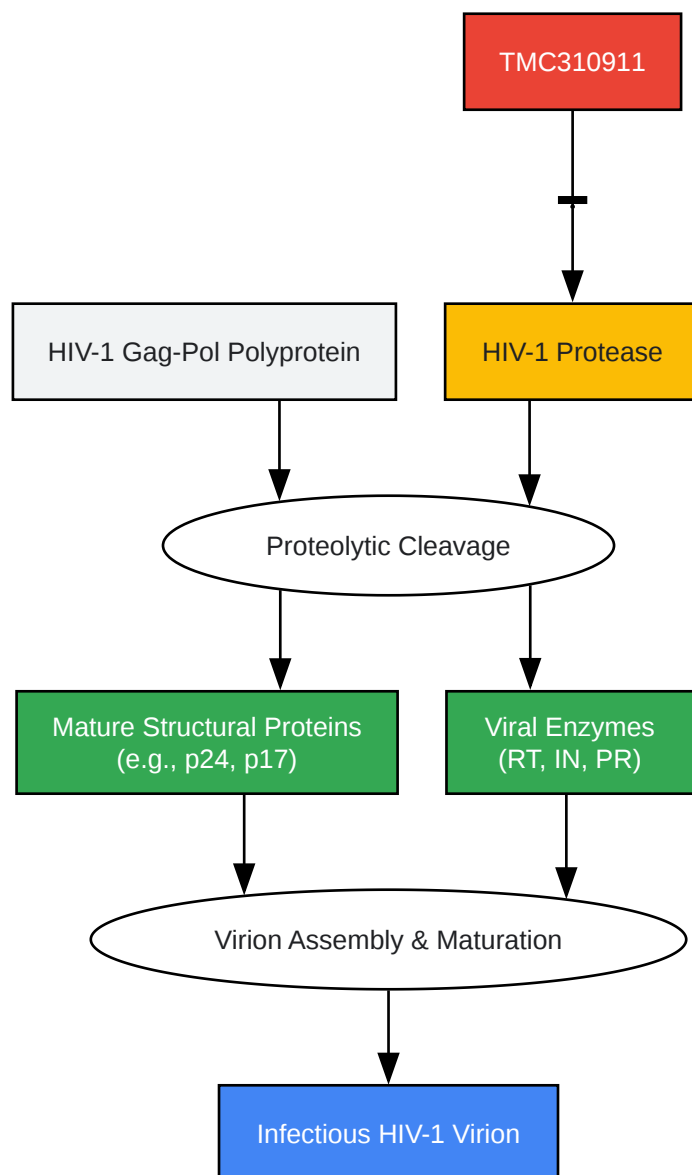 TMC310911
HIV-1 Gag-Pol Polyprotein
HIV-1 Protease
Proteolytic Cleavage
Mature Structural Proteins
(e.g., p24, p17)
Viral Enzymes
(RT, IN, PR)
Virion Assembly & Maturation
Infectious HIV-1 Virion